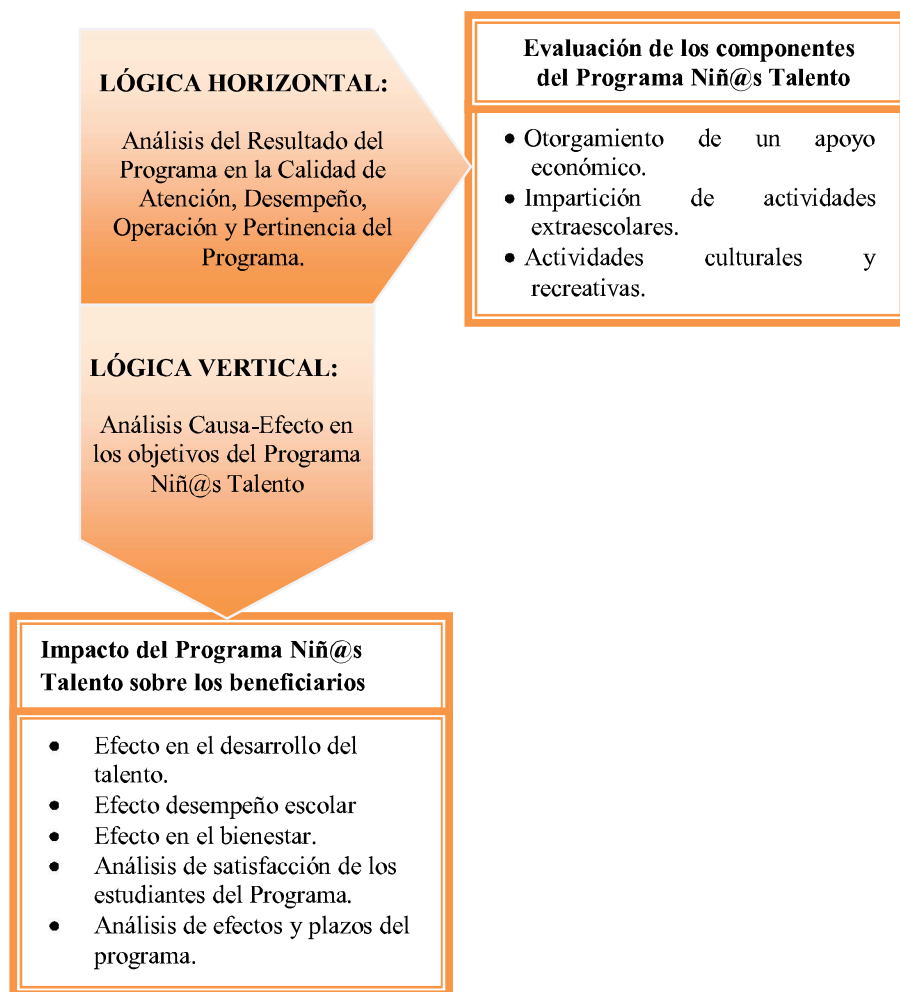 LÓGICA HORIZONTAL:
Análisis del Resultado del
Programa en la Calidad de
Atención, Desempeño,
Operación y Pertinencia del
Programa.
Evaluación de los componentes
del Programa Niñ@s Talento
• Otorgamiento de un apoyo
económico.
• Impartición de actividades
extraescolares.
• Actividades culturales y
recreativas.
LÓGICA VERTICAL:
Análisis Causa-Efecto en
los objetivos del Programa
Niñ@s Talento
Impacto del Programa Niñ@s
Talento sobre los beneficiarios
• Efecto en el desarrollo del
talento.
• Efecto desempeño escolar
• Efecto en el bienestar.
• Análisis de satisfacción de los
estudiantes del Programa.
• Análisis de efectos y plazos del
programa.